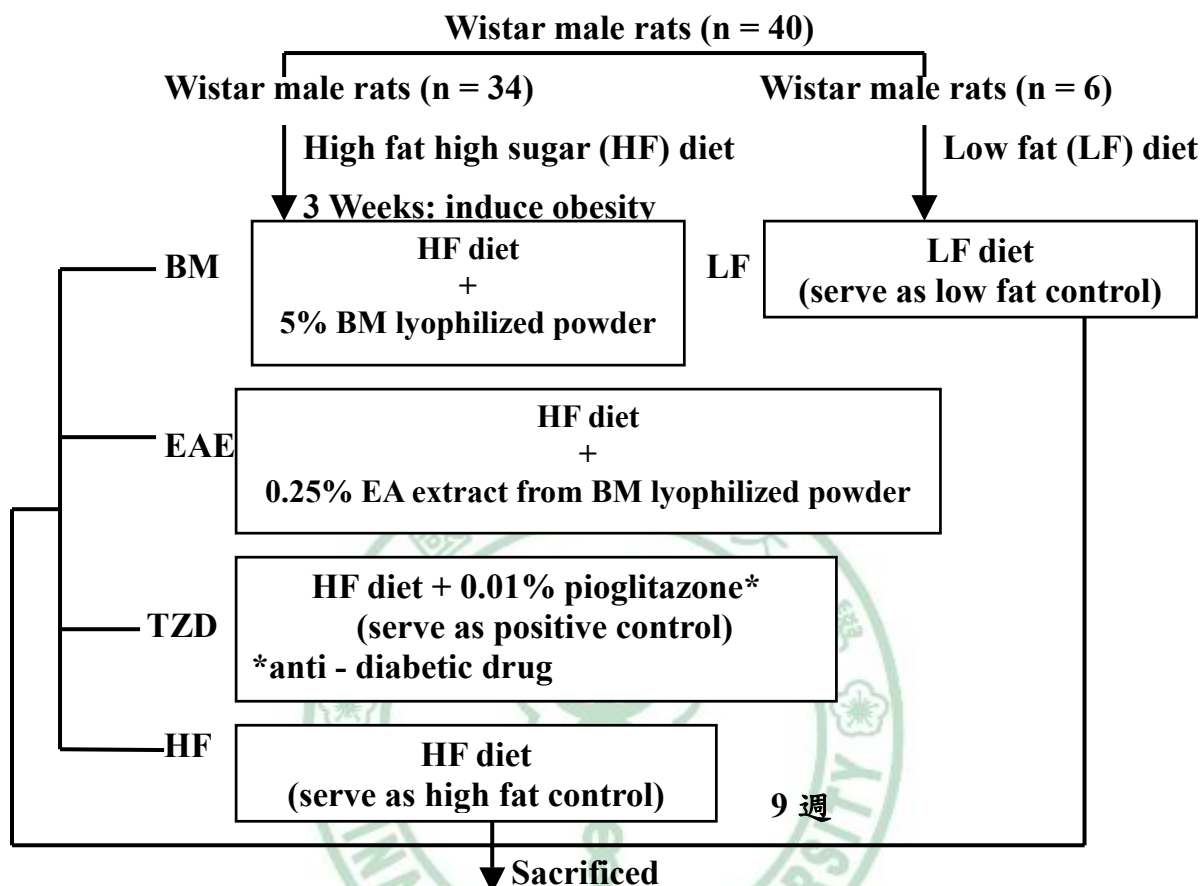 Wistar male rats (n = 40)
Wistar male rats (n = 34)
Wistar male rats (n = 6)
High fat high sugar (HF) diet
Low fat (LF) diet
3 Weeks: induce obesity
BM
HF diet
+
5% BM lyophilized powder
LF
LF diet
(serve as low fat control)
EAE
HF diet
+
0.25% EA extract from BM lyophilized powder
TZD
HF diet + 0.01% pioglitazone*
(serve as positive control)
*anti - diabetic drug
HF
HF diet
(serve as high fat control)
9 週
Sacrificed